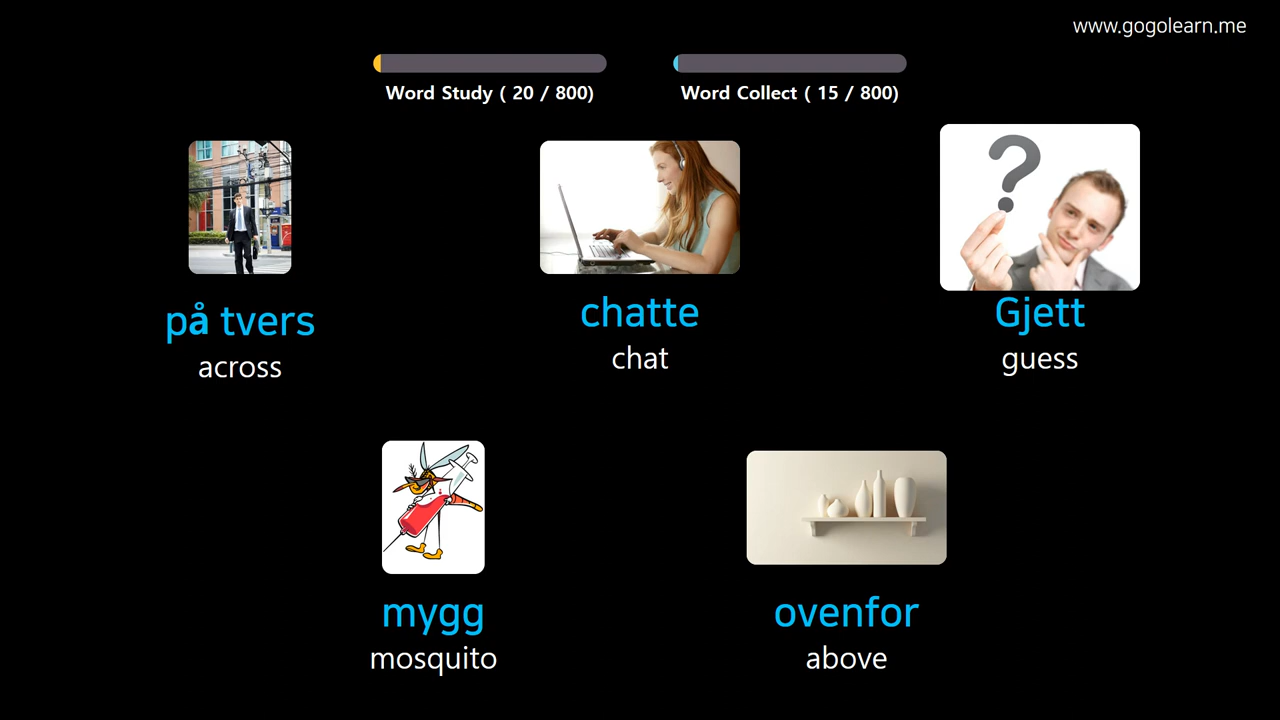 www.gogolearn.me
Word Study ( 20 / 800)
Word Collect ( 15 / 800)
på tvers
across
chatte
chat
Gjett
guess
mygg
mosquito
ovenfor
above